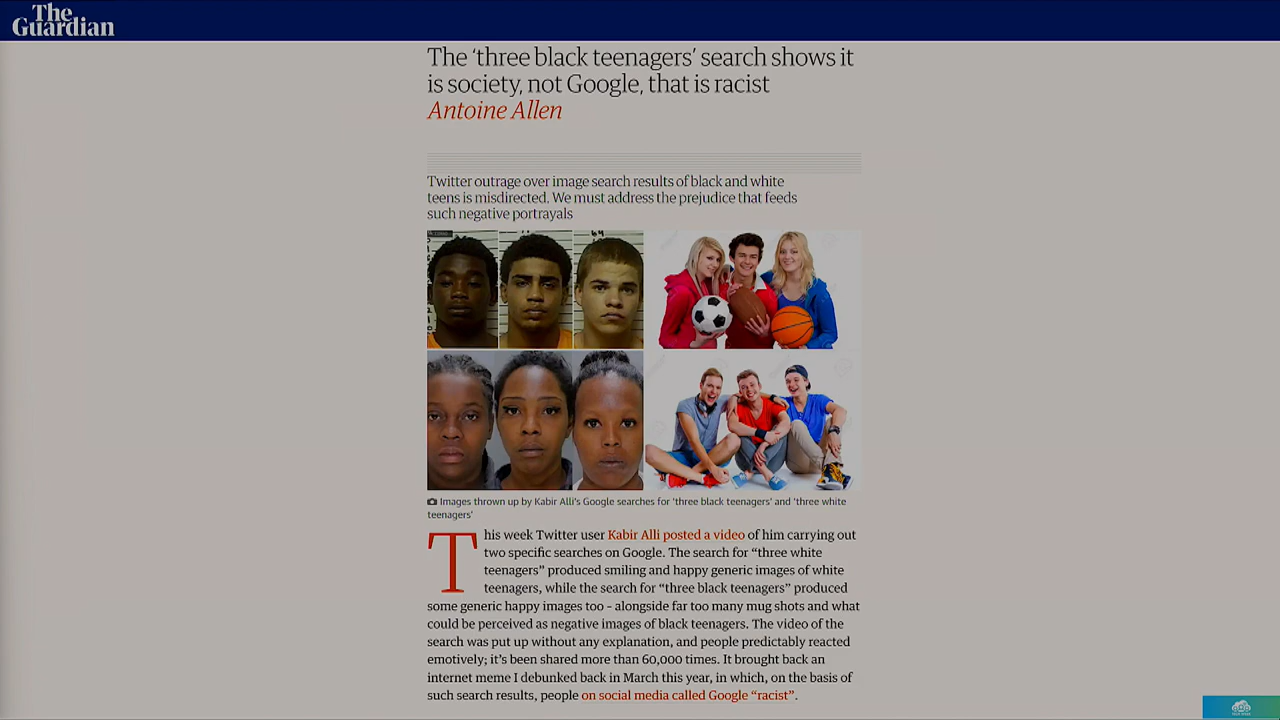 The
Guardian
The ‘three black teenagers’ search shows it
is society, not Google, that is racist
Antoine Allen
Twitter outrage over image search results of black and white
teens is misdirected. We must address the prejudice that feeds
such negative portrayals
Images thrown up by Kabir Alli's Google searches for 'three black teenagers' and 'three white
teenagers'
This week Twitter user Kabir Alli posted a video of him carrying out
two specific searches on Google. The search for “three white
teenagers” produced smiling and happy generic images of white
teenagers, while the search for “three black teenagers” produced
some generic happy images too – alongside far too many mug shots and what
could be perceived as negative images of black teenagers. The video of the
search was put up without any explanation, and people predictably reacted
emotively; it’s been shared more than 60,000 times. It brought back an
internet meme I debunked back in March this year, in which, on the basis of
such search results, people on social media called Google “racist”.